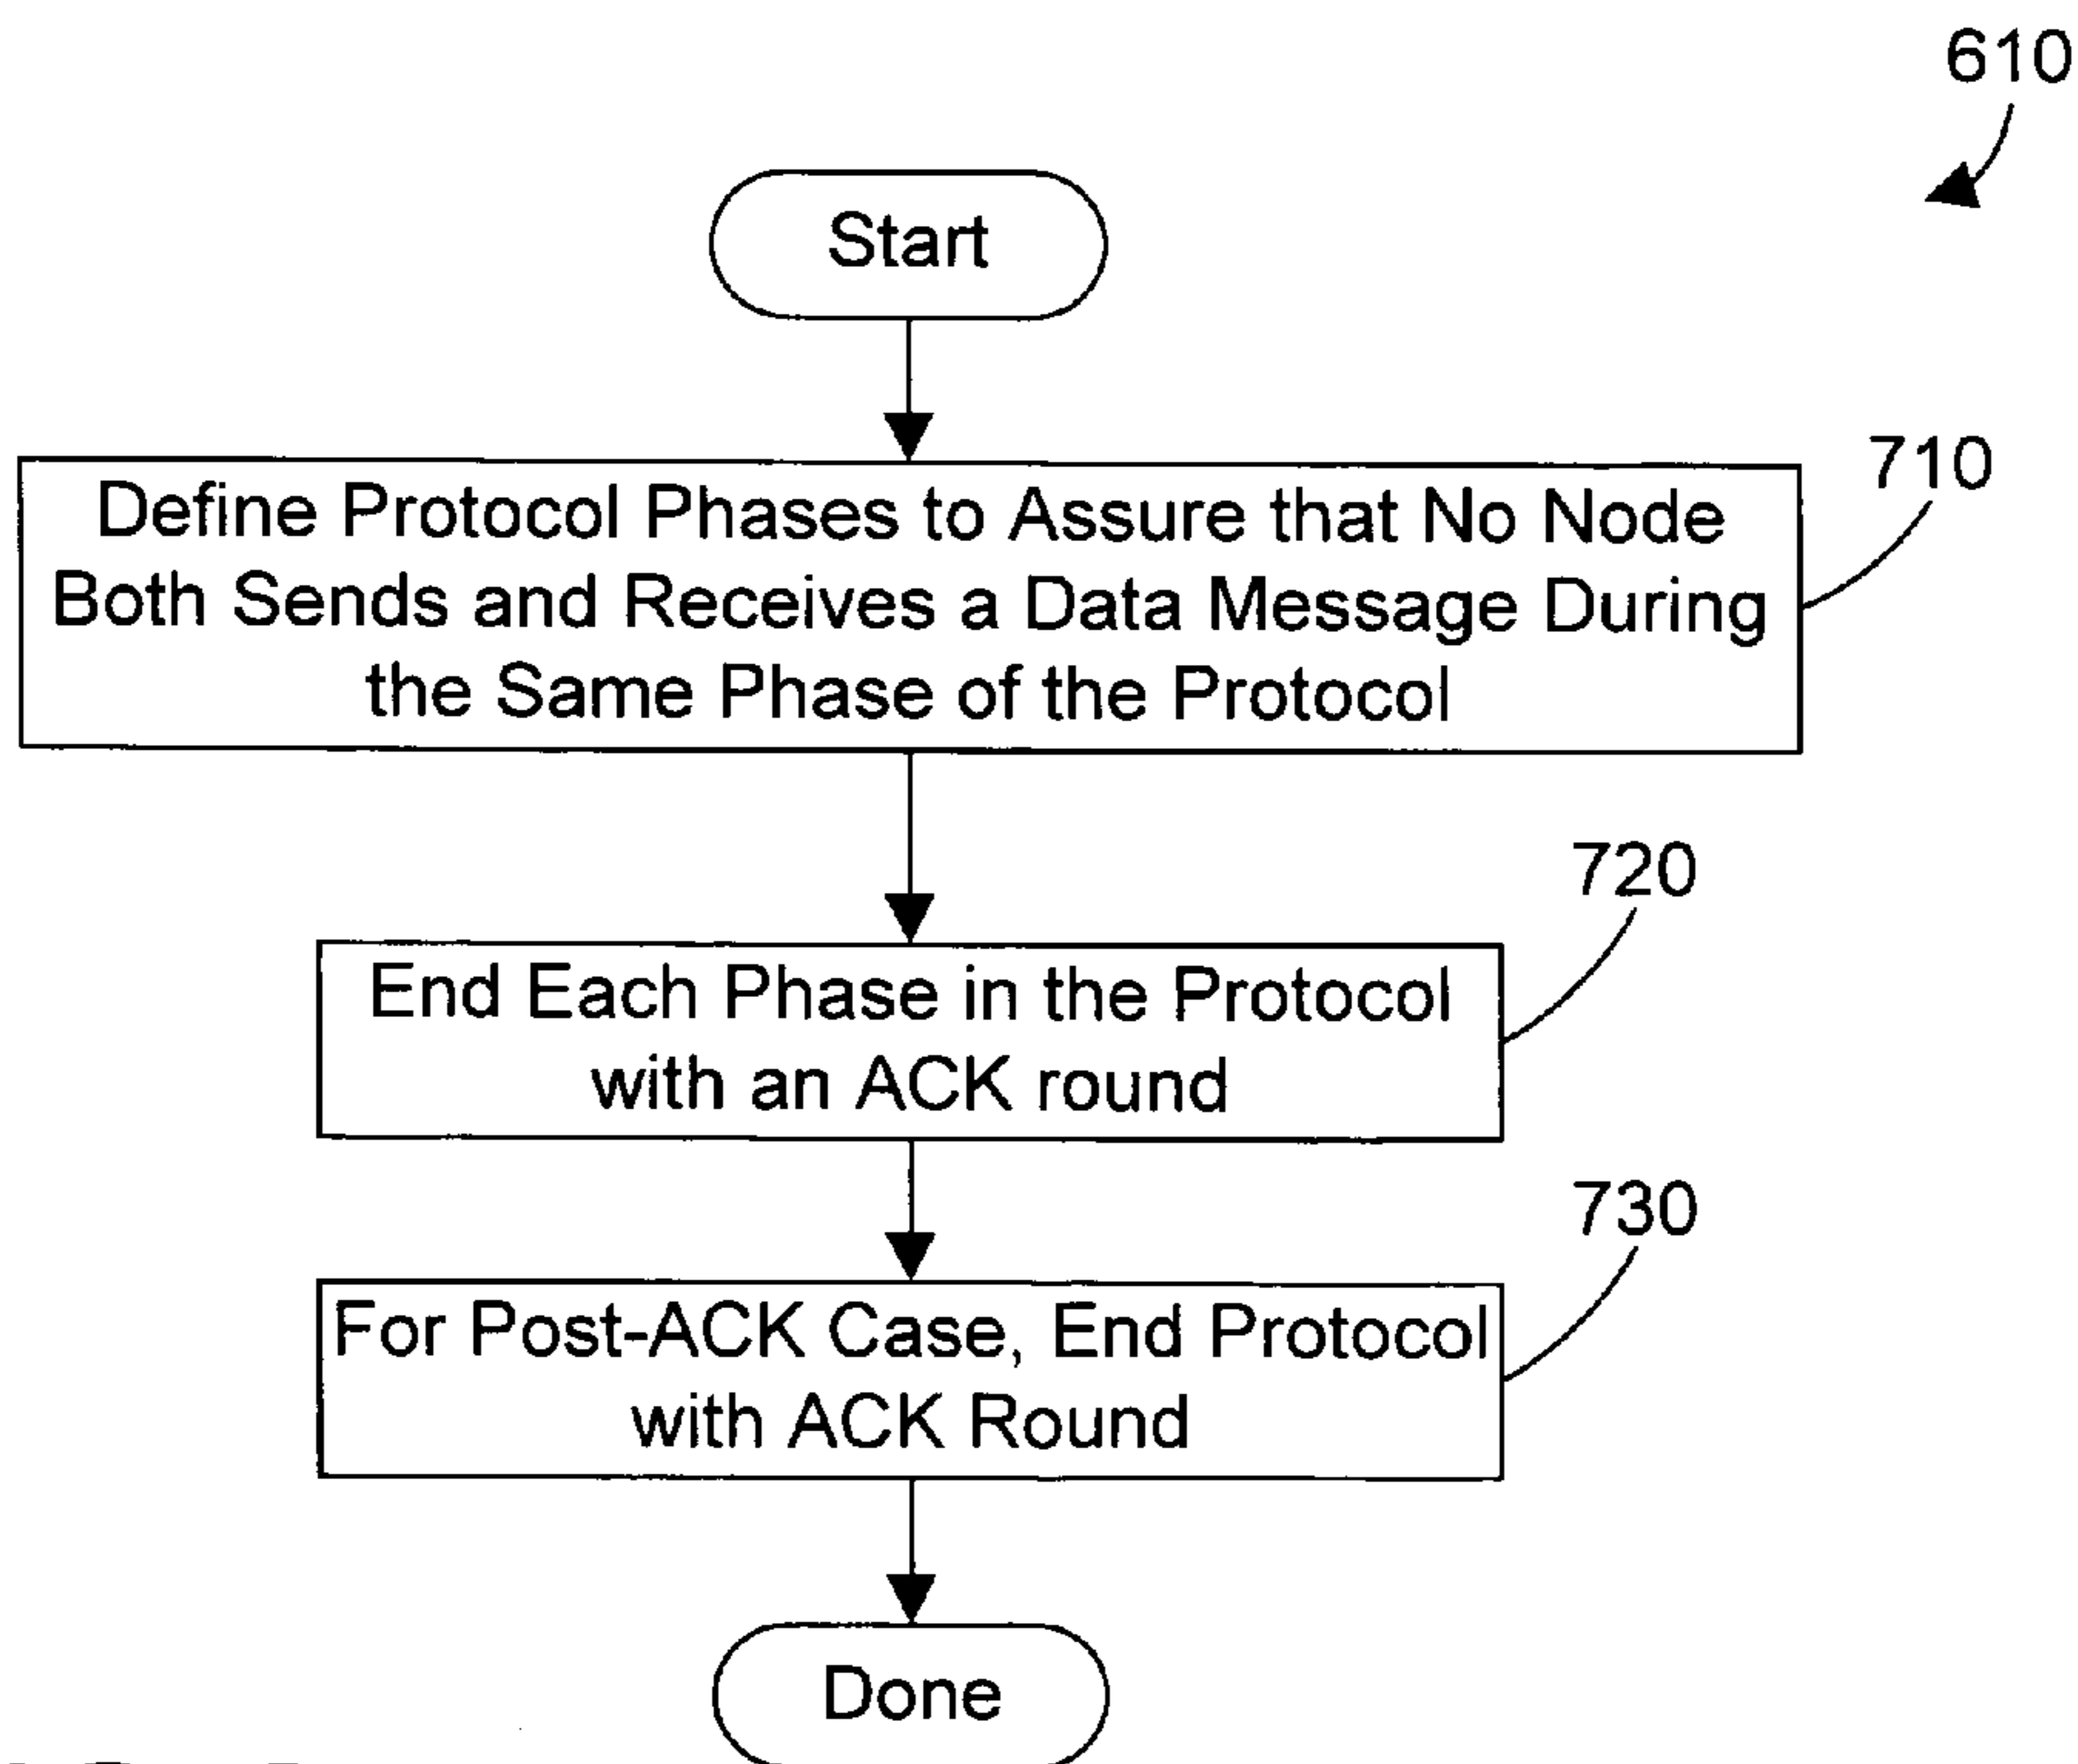 610
Start
710
Define Protocol Phases to Assure that No Node
Both Sends and Receives a Data Message During
the Same Phase of the Protocol
720
End Each Phase in the Protocol
with an ACK round
730
For Post-ACK Case, End Protocol
with ACK Round
Done